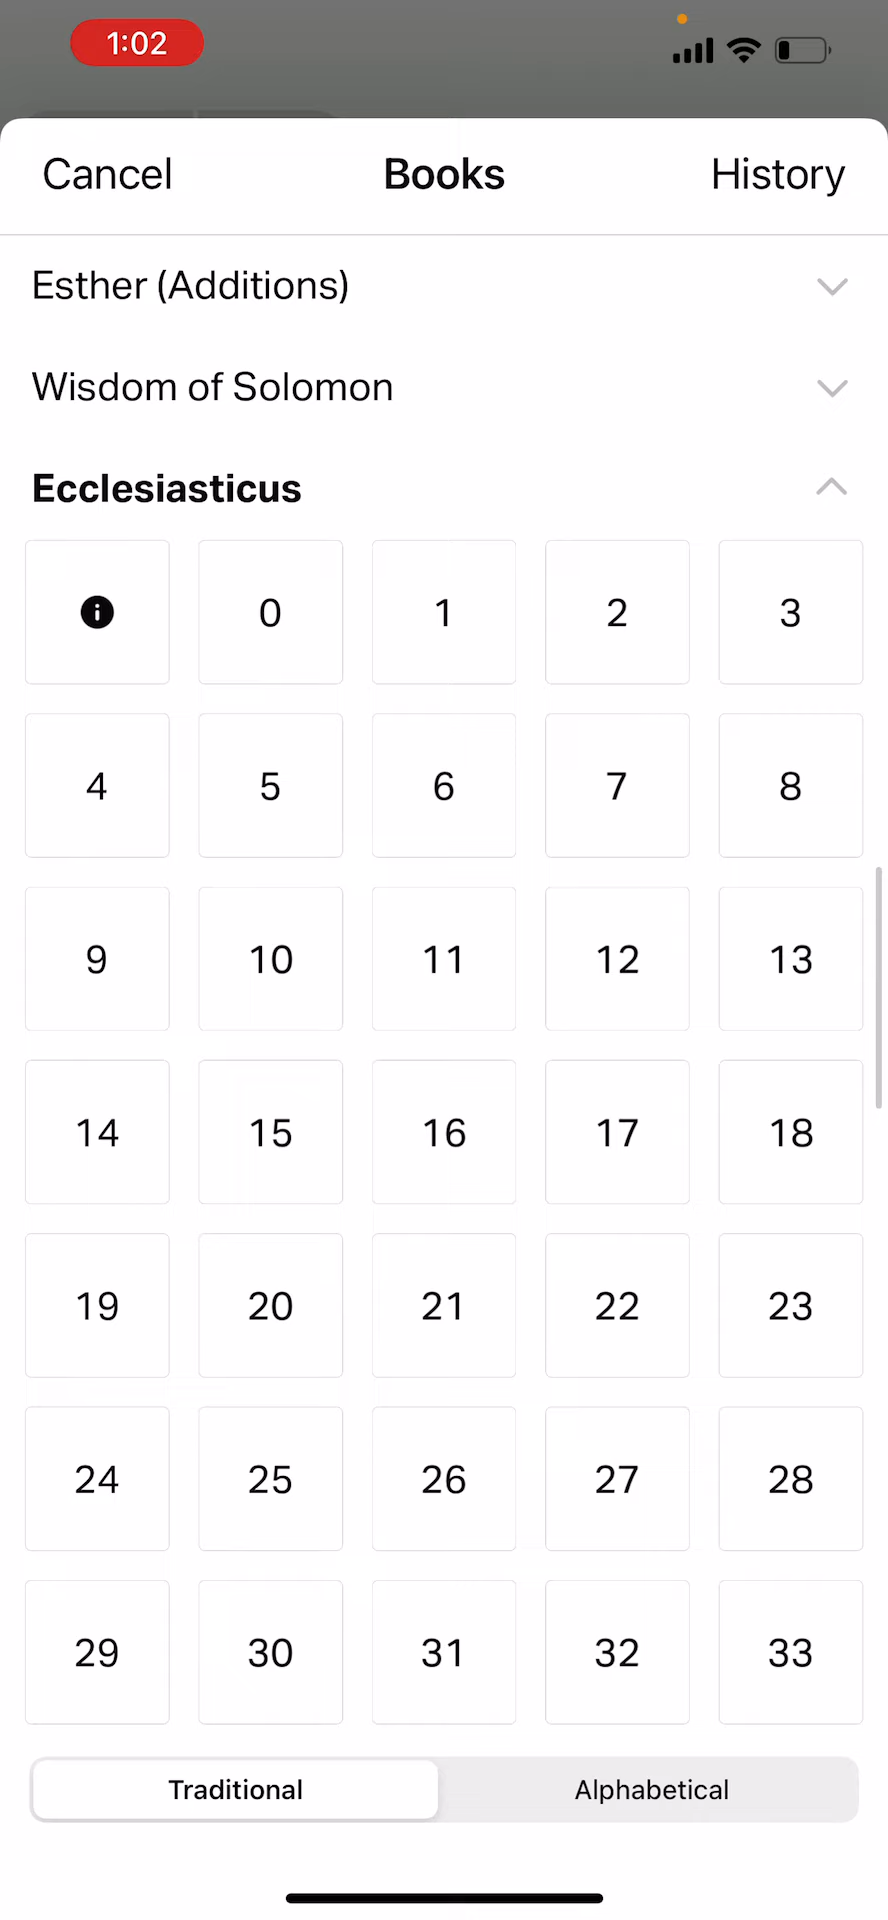 1:02
Cancel Books History
Esther (Additions)
Wisdom of Solomon
Ecclesiasticus
0 1 2 3
4 5 6 7 8
9 10 11 12 13
14 15 16 17 18
19 20 21 22 23
24 25 26 27 28
29 30 31 32 33
Traditional Alphabetical